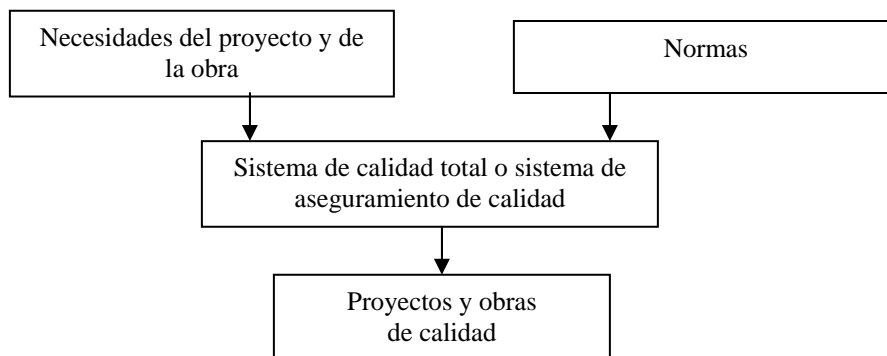 Necesidades del proyecto y de
la obra
Normas
Sistema de calidad total o sistema de
aseguramiento de calidad
Proyectos y obras
de calidad